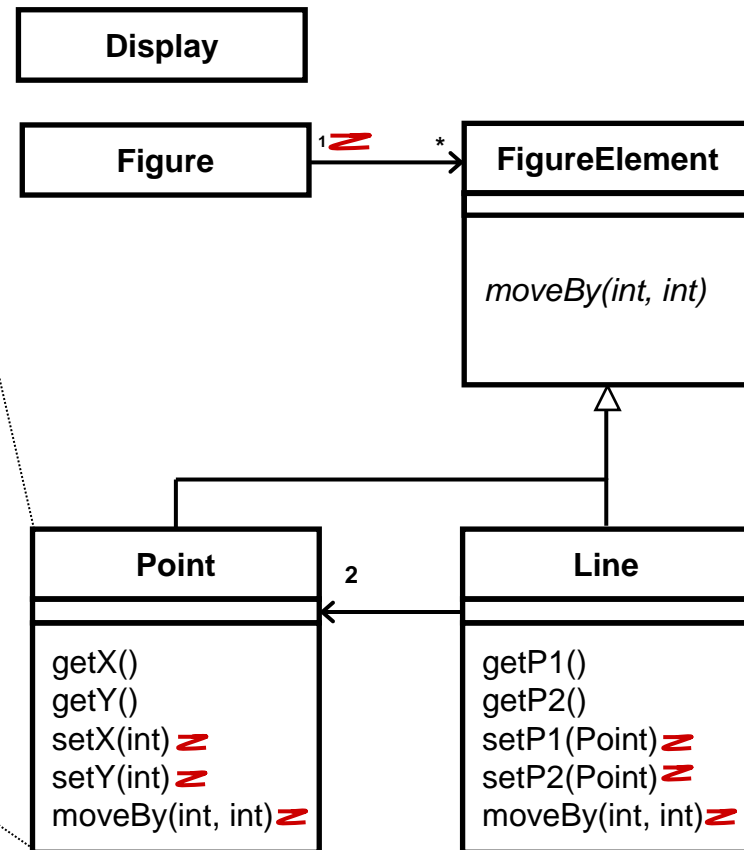 Display
Figure
1
*
FigureElement
moveBy(int, int)
Point
2
Line
getX()
getY()
setX(int)
setY(int)
moveBy(int, int)
getP1()
getP2()
setP1(Point)
setP2(Point)
moveBy(int, int)